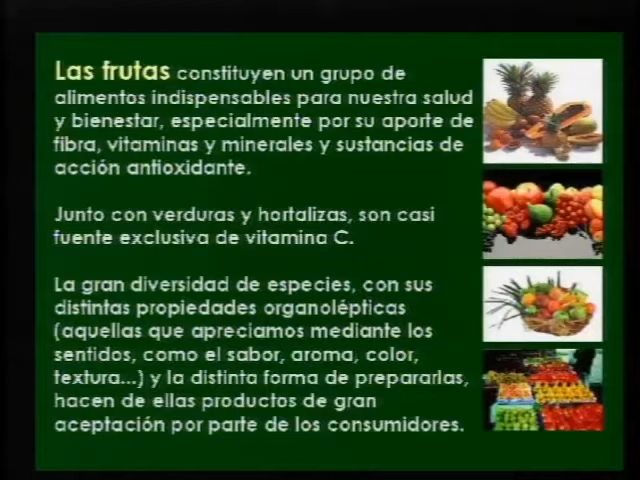 Las frutas constituyen un grupo de
alimentos indispensables para nuestra salud
y bienestar, especialmente por su aporte de
fibra, vitaminas y minerales y sustancias de
acción antioxidante.
Junto con verduras y hortalizas, son casi
fuente exclusiva de vitamina C.
La gran diversidad de especies, con sus
distintas propiedades organolépticas
(aquellas que apreciamos mediante los
sentidos, como el sabor, aroma, color,
textura...) y la distinta forma de prepararlas,
hacen de ellas productos de gran
aceptación por parte de los consumidores.